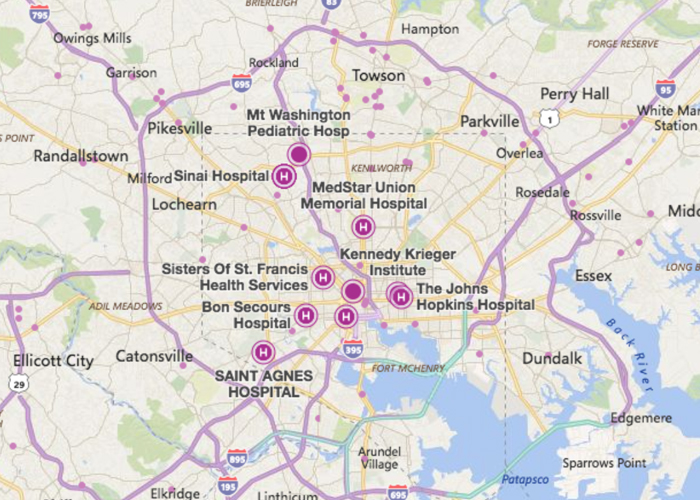 BRIERLEIGH
83
795
Owings Mills
Hampton
FORGE RESERVE
Rockland
Garrison
Towson
695
95
Perry Hall
Mt Washington
Pediatric Hosp
Parkville
1
White Mar
Station
Pikesville
S POINT
Randallstown
Overlea
KENILWORTH
Milford
Sinai Hospital
H
MedStar Union
Memorial Hospital
Rosedale
Lochearn
Rossville
Midd
H
Kennedy Krieger
Institute
Sisters Of St. Francis
Health Services
H
Essex
LONG B
The Johns
Hopkins Hospital
H
ADIL MEADOWS
Bon Secours
Hospital
H
H
Back River
395
H
Ellicott City
Catonsville
Dundalk
FORT MCHENRY
SAINT AGNES
HOSPITAL
29
Edgemere
895
Arundel
Village
Sparrows Point
195
Patapsco
Elkridge
Linthicum
695